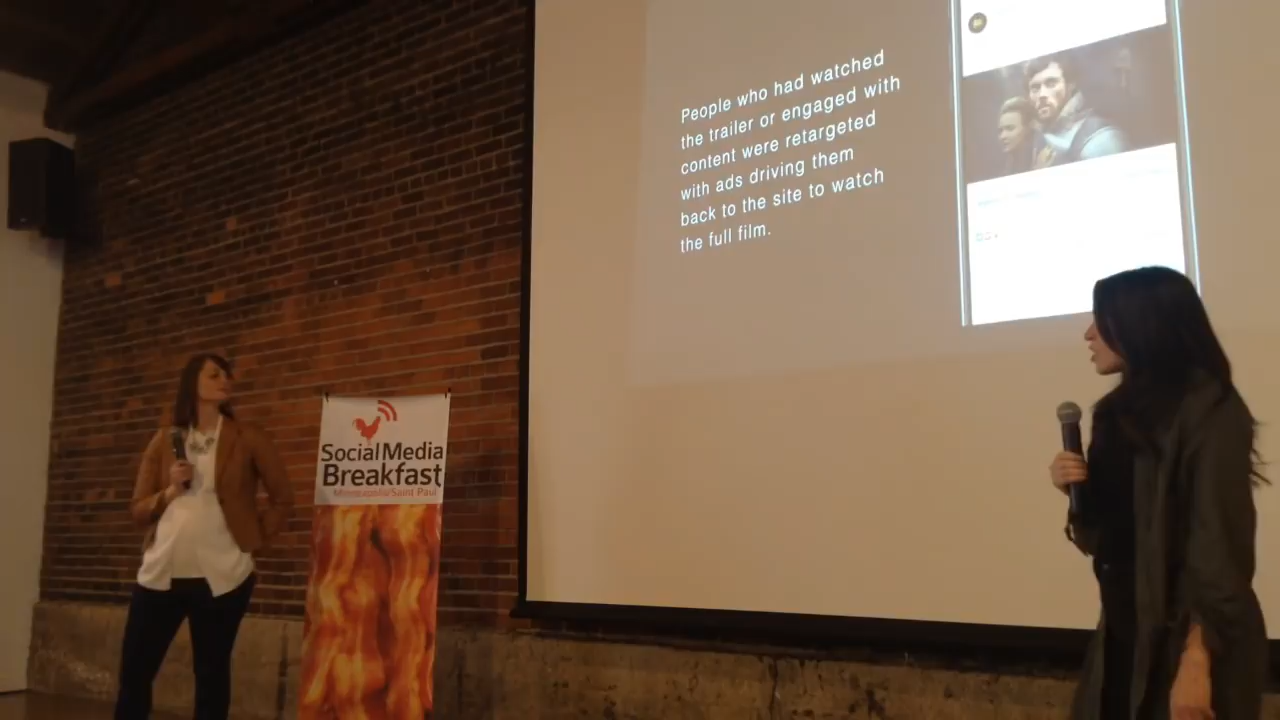 People who had watched
the trailer or engaged with
content were retargeted
with ads driving them
back to the site to watch
the full film.
Social Media
Breakfast
Minneapolis/Saint Paul